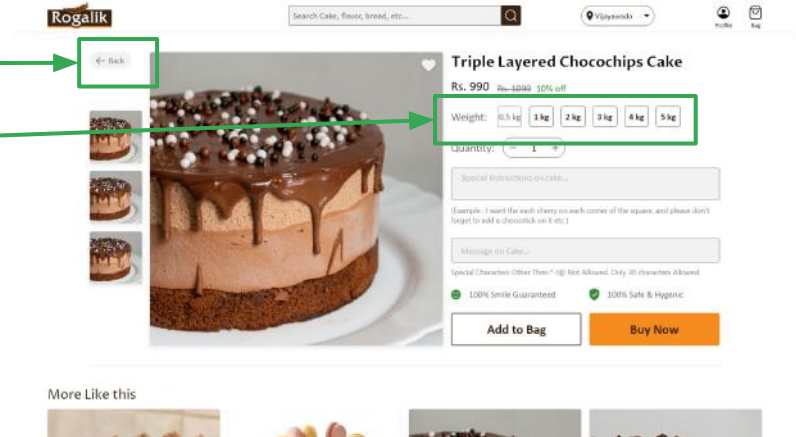 Rogalik
Search Cake, flavor, bread, etc...
Vijayawada
Profile
Bag
← Back
Triple Layered Chocochips Cake
Rs. 990 Rs. 1099 10% off
Weight: 0.5 kg 1 kg 2 kg 3 kg 4 kg 5 kg
Quantity: − 1 +
Special Instructions on cake...
(Example : I want the each cherry on each corner of the square, and please don't
forget to add a chocostick on it etc.)
Message on Cake...
Special Characters Other Then Not Allowed. Only 30 characters Allowed.
100% Smile Guaranteed 100% Safe & Hygenic
Add to Bag Buy Now
More Like this